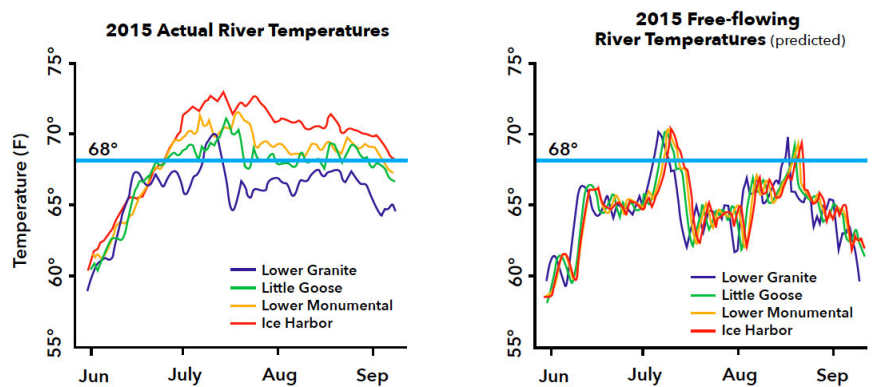 2015 Actual River Temperatures
Temperature (F)
75°
70°
65°
60°
55°
68°
Lower Granite
Little Goose
Lower Monumental
Ice Harbor
Jun
July
Aug
Sep
2015 Free-flowing
River Temperatures (predicted)
75°
70°
65°
60°
55°
68°
Lower Granite
Little Goose
Lower Monumental
Ice Harbor
Jun
July
Aug
Sep